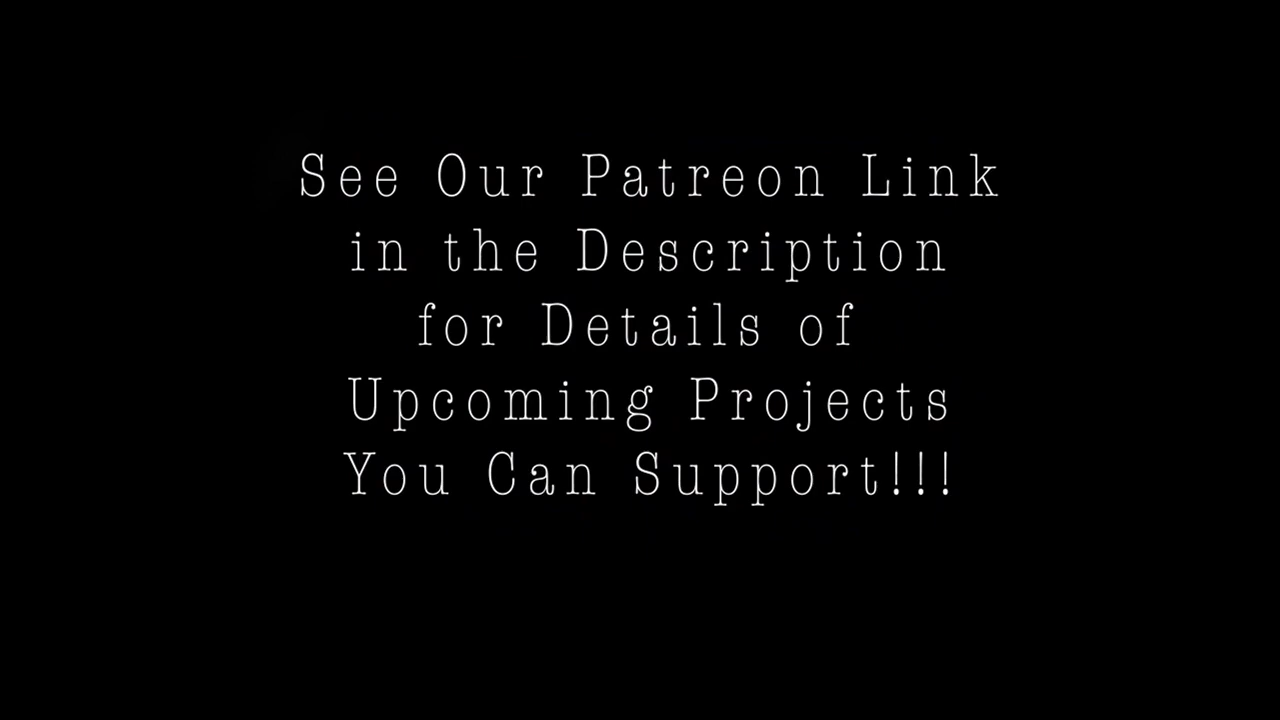 See Our Patreon Link
in the Description
for Details of
Upcoming Projects
You Can Support!!!